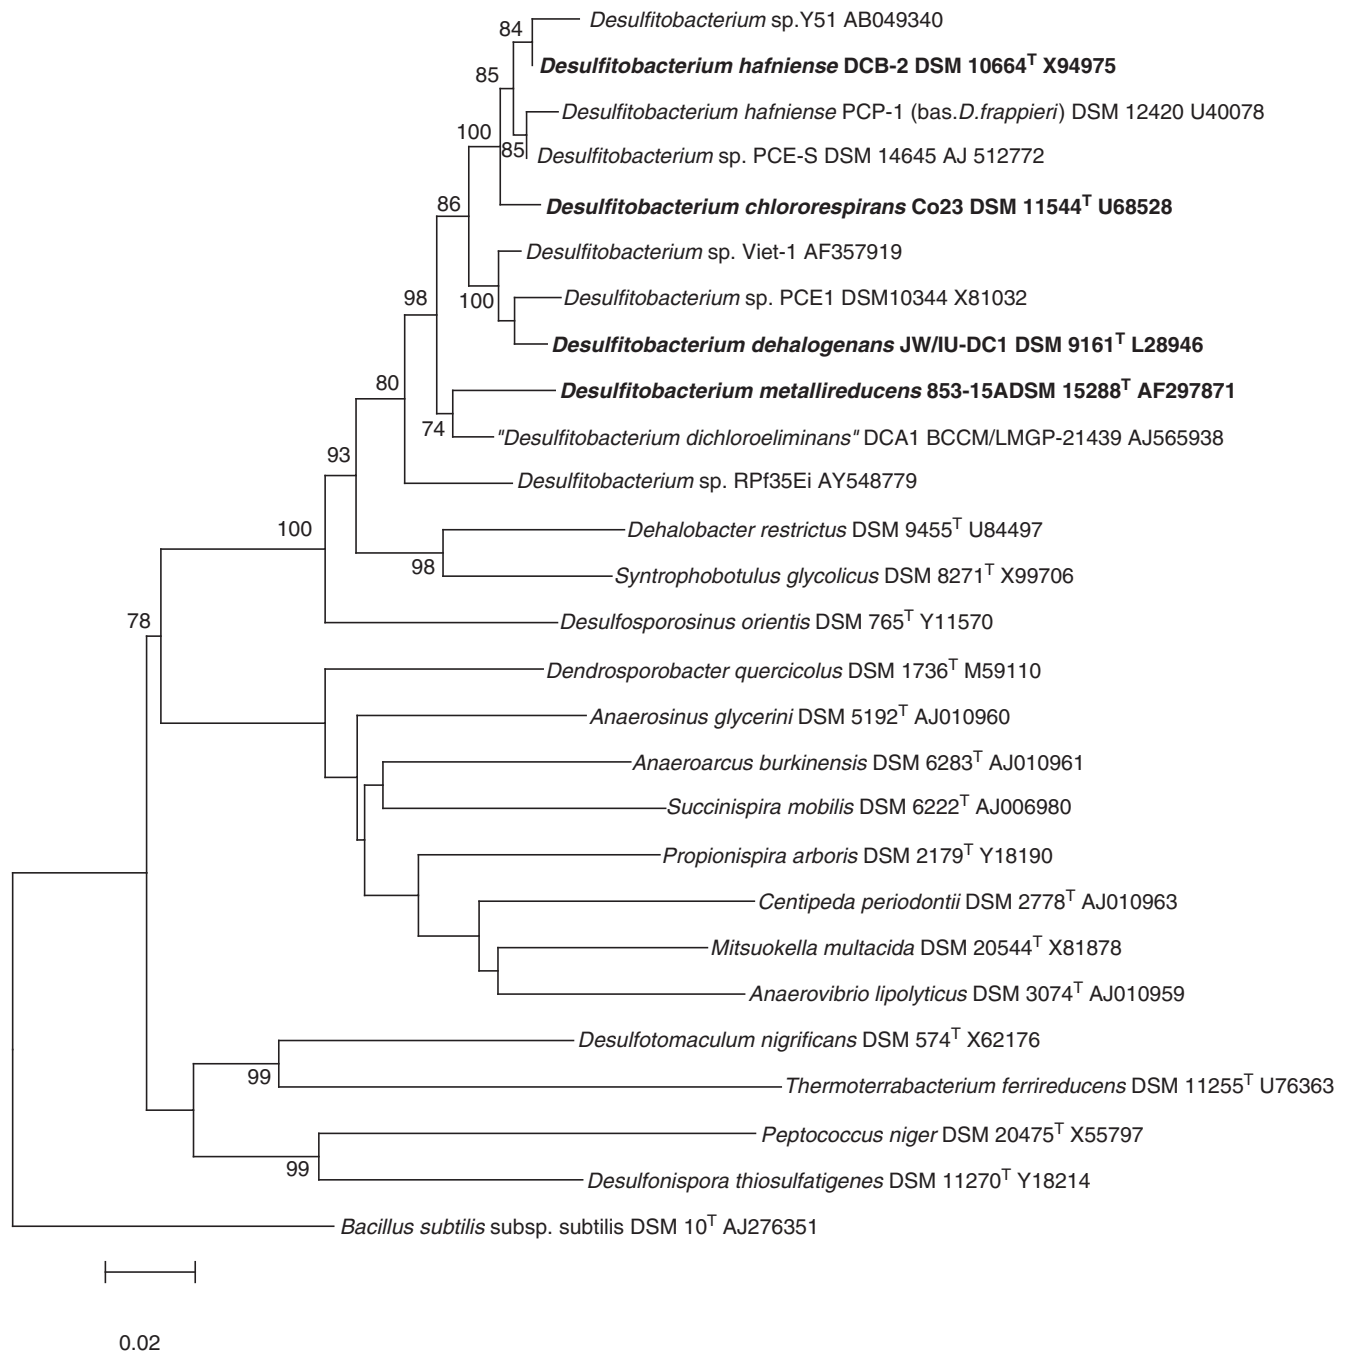 84
Desulfitobacterium sp.Y51 AB049340
Desulfitobacterium hafniense DCB-2 DSM 10664T X94975
85
Desulfitobacterium hafniense PCP-1 (bas.D.frappieri) DSM 12420 U40078
100
85
Desulfitobacterium sp. PCE-S DSM 14645 AJ 512772
86
Desulfitobacterium chlororespirans Co23 DSM 11544T U68528
Desulfitobacterium sp. Viet-1 AF357919
98
100
Desulfitobacterium sp. PCE1 DSM10344 X81032
Desulfitobacterium dehalogenans JW/IU-DC1 DSM 9161T L28946
80
Desulfitobacterium metallireducens 853-15ADSM 15288T AF297871
74
"Desulfitobacterium dichloroeliminans" DCA1 BCCM/LMGP-21439 AJ565938
93
Desulfitobacterium sp. RPf35Ei AY548779
100
Dehalobacter restrictus DSM 9455T U84497
98
Syntrophobotulus glycolicus DSM 8271T X99706
78
Desulfosporosinus orientis DSM 765T Y11570
Dendrosporobacter quercicolus DSM 1736T M59110
Anaerosinus glycerini DSM 5192T AJ010960
Anaeroarcus burkinensis DSM 6283T AJ010961
Succinispira mobilis DSM 6222T AJ006980
Propionispira arboris DSM 2179T Y18190
Centipeda periodontii DSM 2778T AJ010963
Mitsuokella multacida DSM 20544T X81878
Anaerovibrio lipolyticus DSM 3074T AJ010959
Desulfotomaculum nigrificans DSM 574T X62176
99
Thermoterrabacterium ferrireducens DSM 11255T U76363
Peptococcus niger DSM 20475T X55797
99
Desulfonispora thiosulfatigenes DSM 11270T Y18214
Bacillus subtilis subsp. subtilis DSM 10T AJ276351
0.02